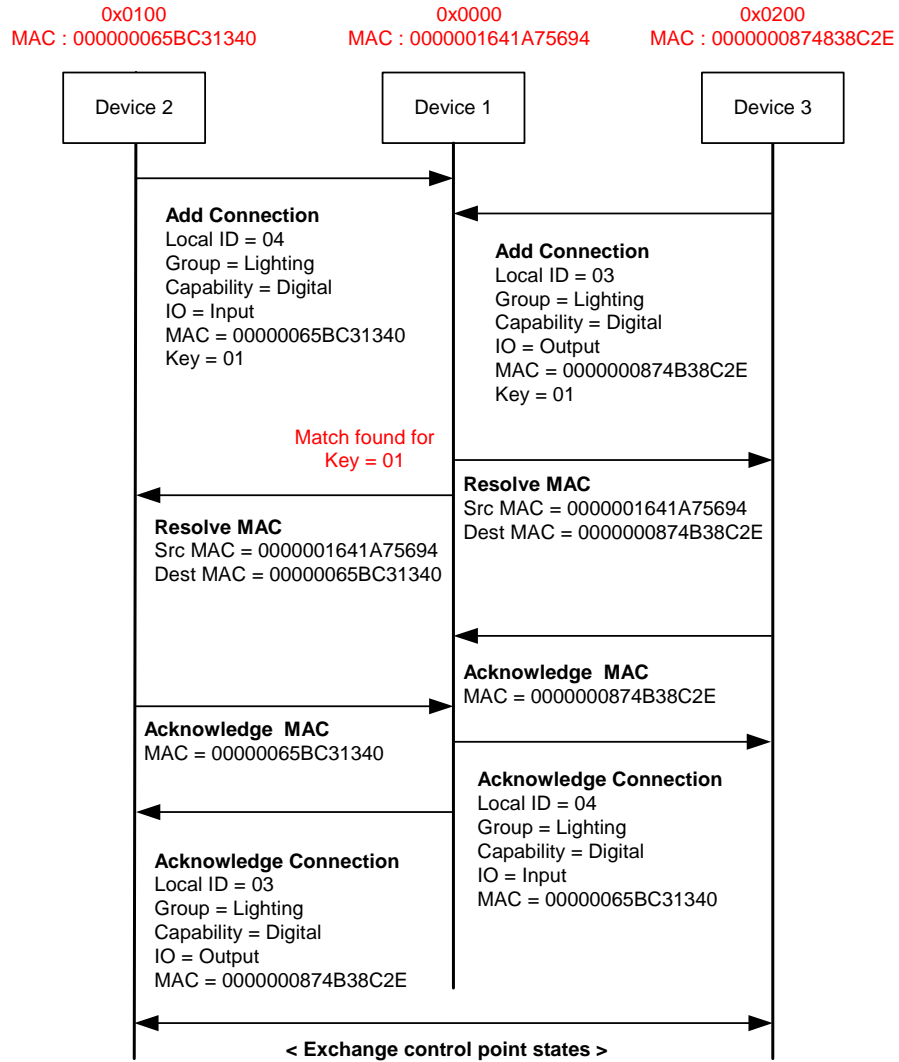 0x0100
MAC : 000000065BC31340
0x0000
MAC : 0000001641A75694
0x0200
MAC : 0000000874838C2E
Device 2
Device 1
Device 3
Add Connection
Local ID = 04
Group = Lighting
Capability = Digital
IO = Input
MAC = 00000065BC31340
Key = 01
Add Connection
Local ID = 03
Group = Lighting
Capability = Digital
IO = Output
MAC = 0000000874B38C2E
Key = 01
Match found for
Key = 01
Resolve MAC
Src MAC = 0000001641A75694
Dest MAC = 0000000874B38C2E
Resolve MAC
Src MAC = 0000001641A75694
Dest MAC = 00000065BC31340
Acknowledge MAC
MAC = 0000000874B38C2E
Acknowledge MAC
MAC = 00000065BC31340
Acknowledge Connection
Local ID = 04
Group = Lighting
Capability = Digital
IO = Input
MAC = 00000065BC31340
Acknowledge Connection
Local ID = 03
Group = Lighting
Capability = Digital
IO = Output
MAC = 0000000874B38C2E
< Exchange control point states >